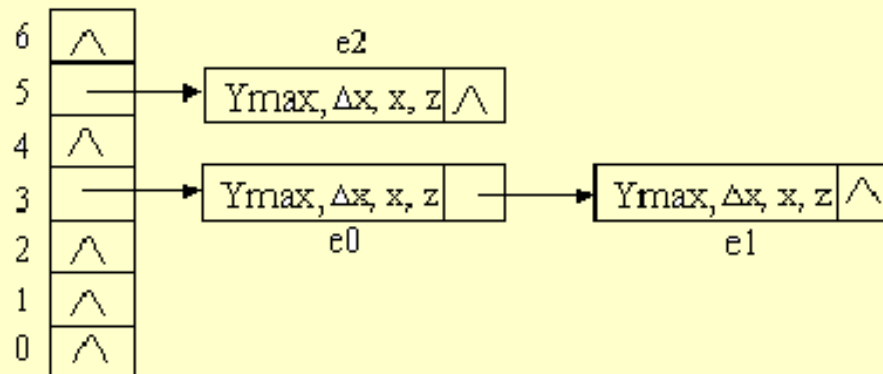 6 ∧
e2
5 Ymax, Δx, x, z ∧
4 ∧
3 Ymax, Δx, x, z Ymax, Δx, x, z ∧
e0 e1
2 ∧
1 ∧
0 ∧